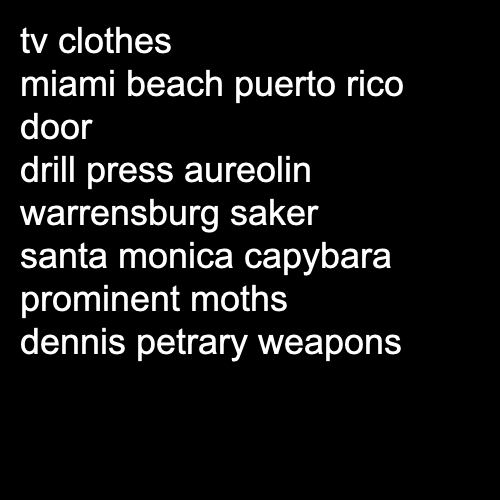 tv clothes
miami beach puerto rico
door
drill press aureolin
warrensburg saker
santa monica capybara
prominent moths
dennis petrary weapons